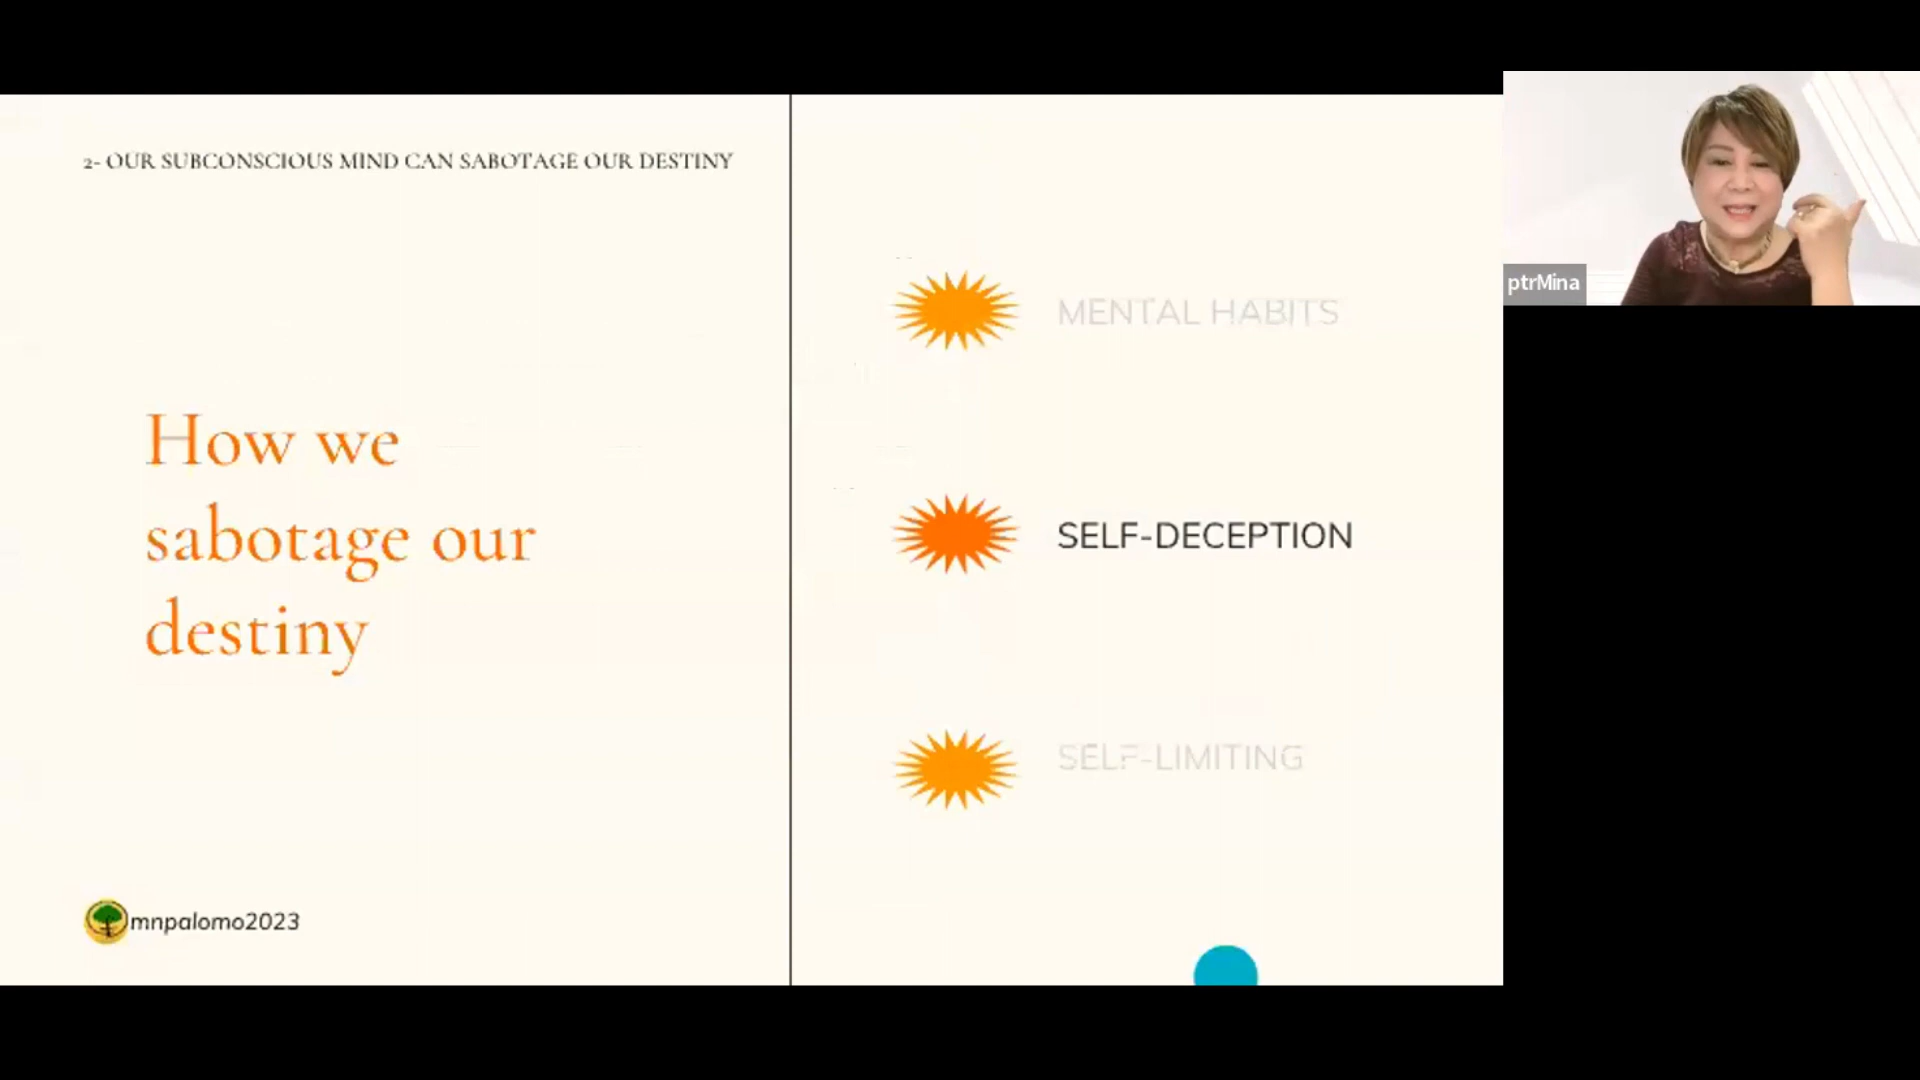 2- OUR SUBCONSCIOUS MIND CAN SABOTAGE OUR DESTINY
How we
sabotage our
destiny
mnpalomo2023
MENTAL HABITS
SELF-DECEPTION
SELF-LIMITING
ptrMina